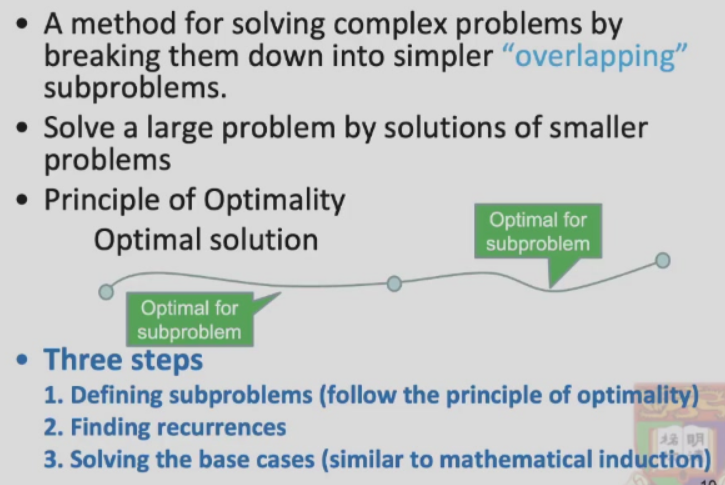 • A method for solving complex problems by
breaking them down into simpler “overlapping”
subproblems.
• Solve a large problem by solutions of smaller
problems
• Principle of Optimality
Optimal solution
Optimal for
subproblem
Optimal for
subproblem
• Three steps
1. Defining subproblems (follow the principle of optimality)
2. Finding recurrences
3. Solving the base cases (similar to mathematical induction)